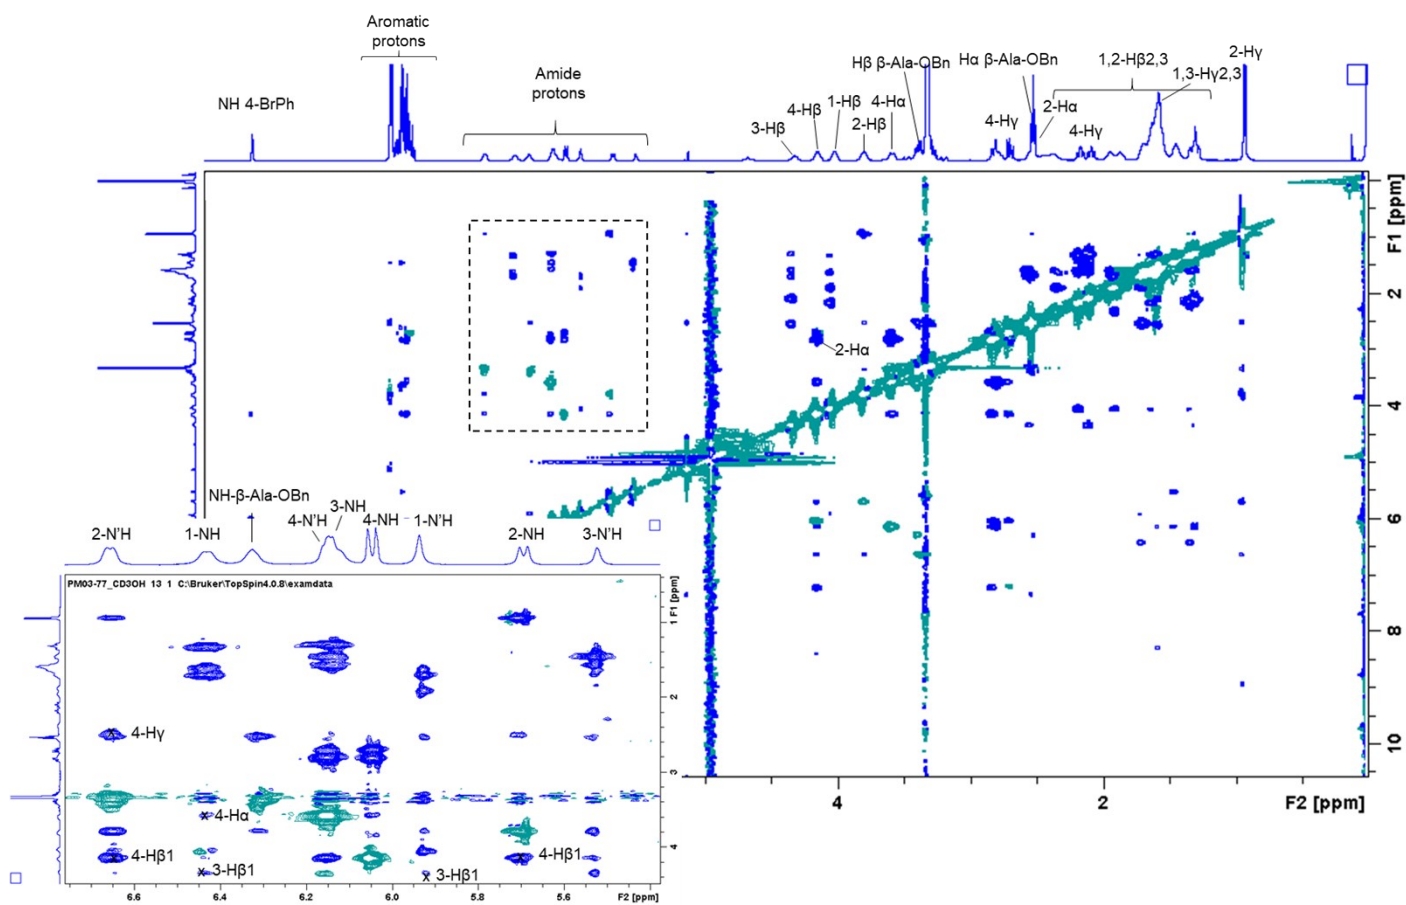 Aromatic
protons
NH 4-BrPh
Amide
protons
3-Hβ
4-Hβ
1-Hβ
2-Hβ
4-Hα
Hβ β-Ala-OBn
4-Hγ
Hα β-Ala-OBn
2-Hα
4-Hγ
1,2-Hβ2,3
1,3-Hγ2,3
2-Hγ
F1 [ppm]
2
4
6
8
10
2-Hα
4
2
F2 [ppm]
NH-β-Ala-OBn
2-N'H
1-NH
4-N'H
3-NH
4-NH
1-N'H
2-NH
3-N'H
PM03-77_CD3OH 13 1 C:\Bruker\TopSpin4.0.8\examdata
F1 [ppm]
1
2
3
4
4-Hγ
4-Hα
4-Hβ1
4-Hβ1
3-Hβ1
3-Hβ1
6.6
6.4
6.2
6.0
5.8
5.6
F2 [ppm]